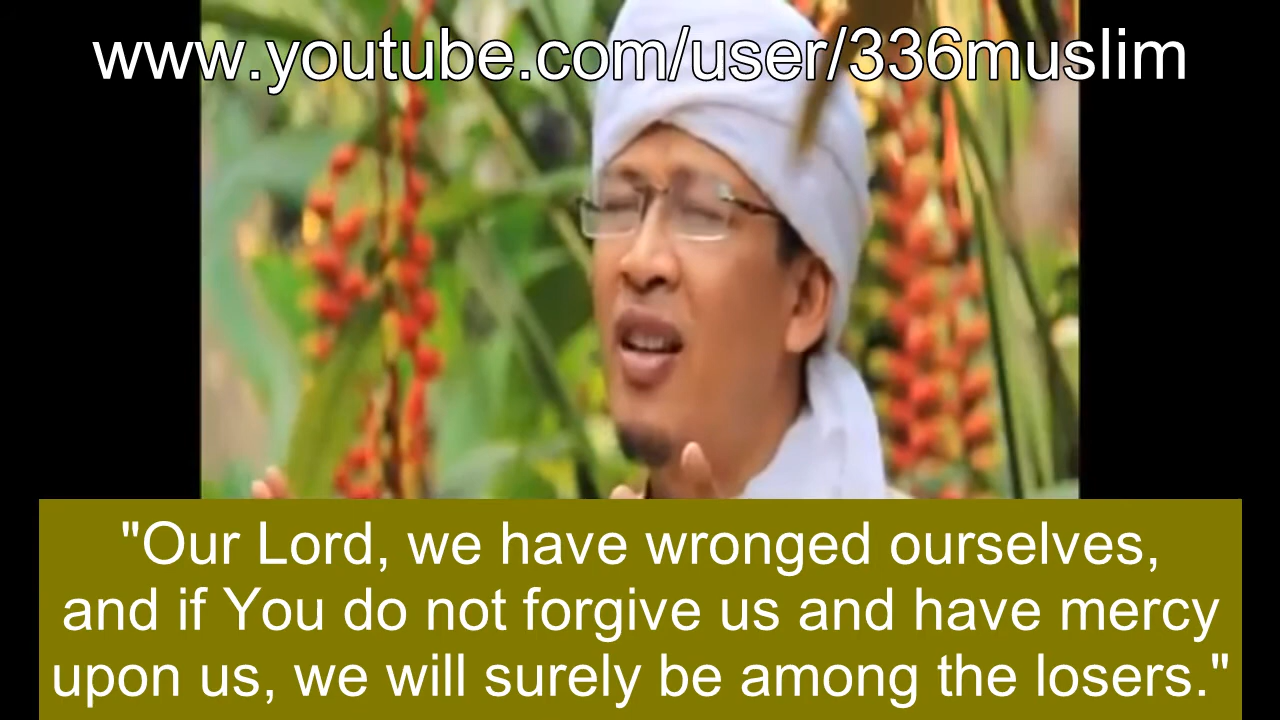 www.youtube.com/user/336muslim
"Our Lord, we have wronged ourselves,
and if You do not forgive us and have mercy
upon us, we will surely be among the losers."